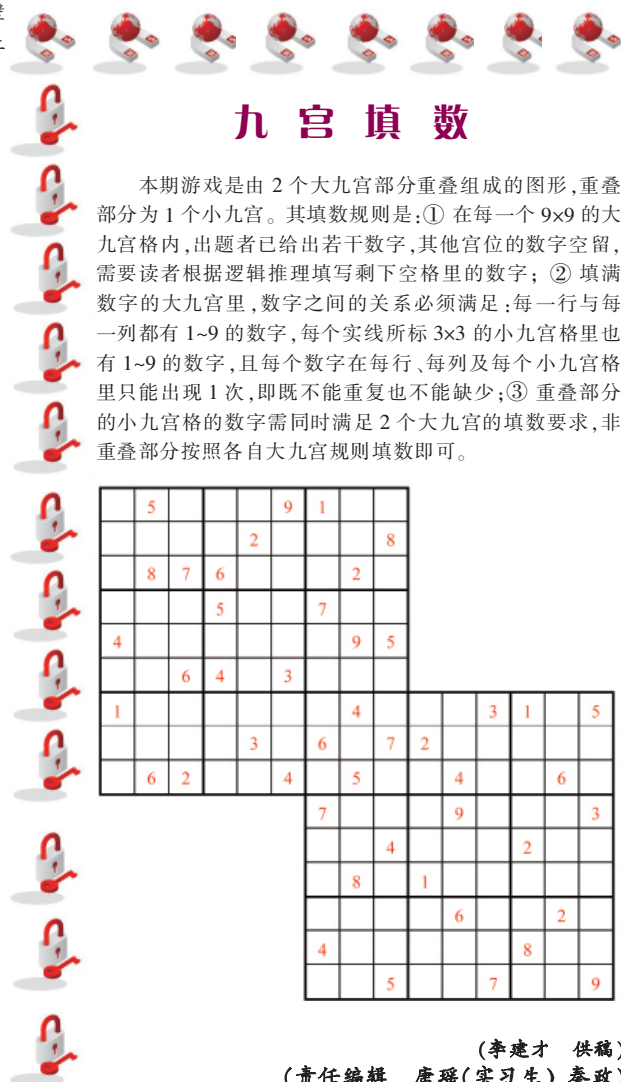 九宫填数
本期游戏是由 2 个大九宫部分重叠组成的图形,重叠
部分为 1 个小九宫。其填数规则是:① 在每一个 9×9 的大
九宫格内,出题者已给出若干数字,其他宫位的数字空留,
需要读者根据逻辑推理填写剩下空格里的数字; ② 填满
数字的大九宫里,数字之间的关系必须满足:每一行与每
一列都有 1~9 的数字,每个实线所标 3×3 的小九宫格里也
有 1~9 的数字,且每个数字在每行、每列及每个小九宫格
里只能出现 1 次,即既不能重复也不能缺少;③ 重叠部分
的小九宫格的数字需同时满足 2 个大九宫的填数要求,非
重叠部分按照各自大九宫规则填数即可。
5 9 1
2 8
8 7 6 2
5 7
4 9 5
6 4 3
1 4 3 1 5
3 6 7 2
6 2 4 5 4 6
7 9 3
4 2
8 1
6 2
4 8
5 7 9
(李建才 供稿)
(责任编辑 唐瑶(实习生) 秦政)